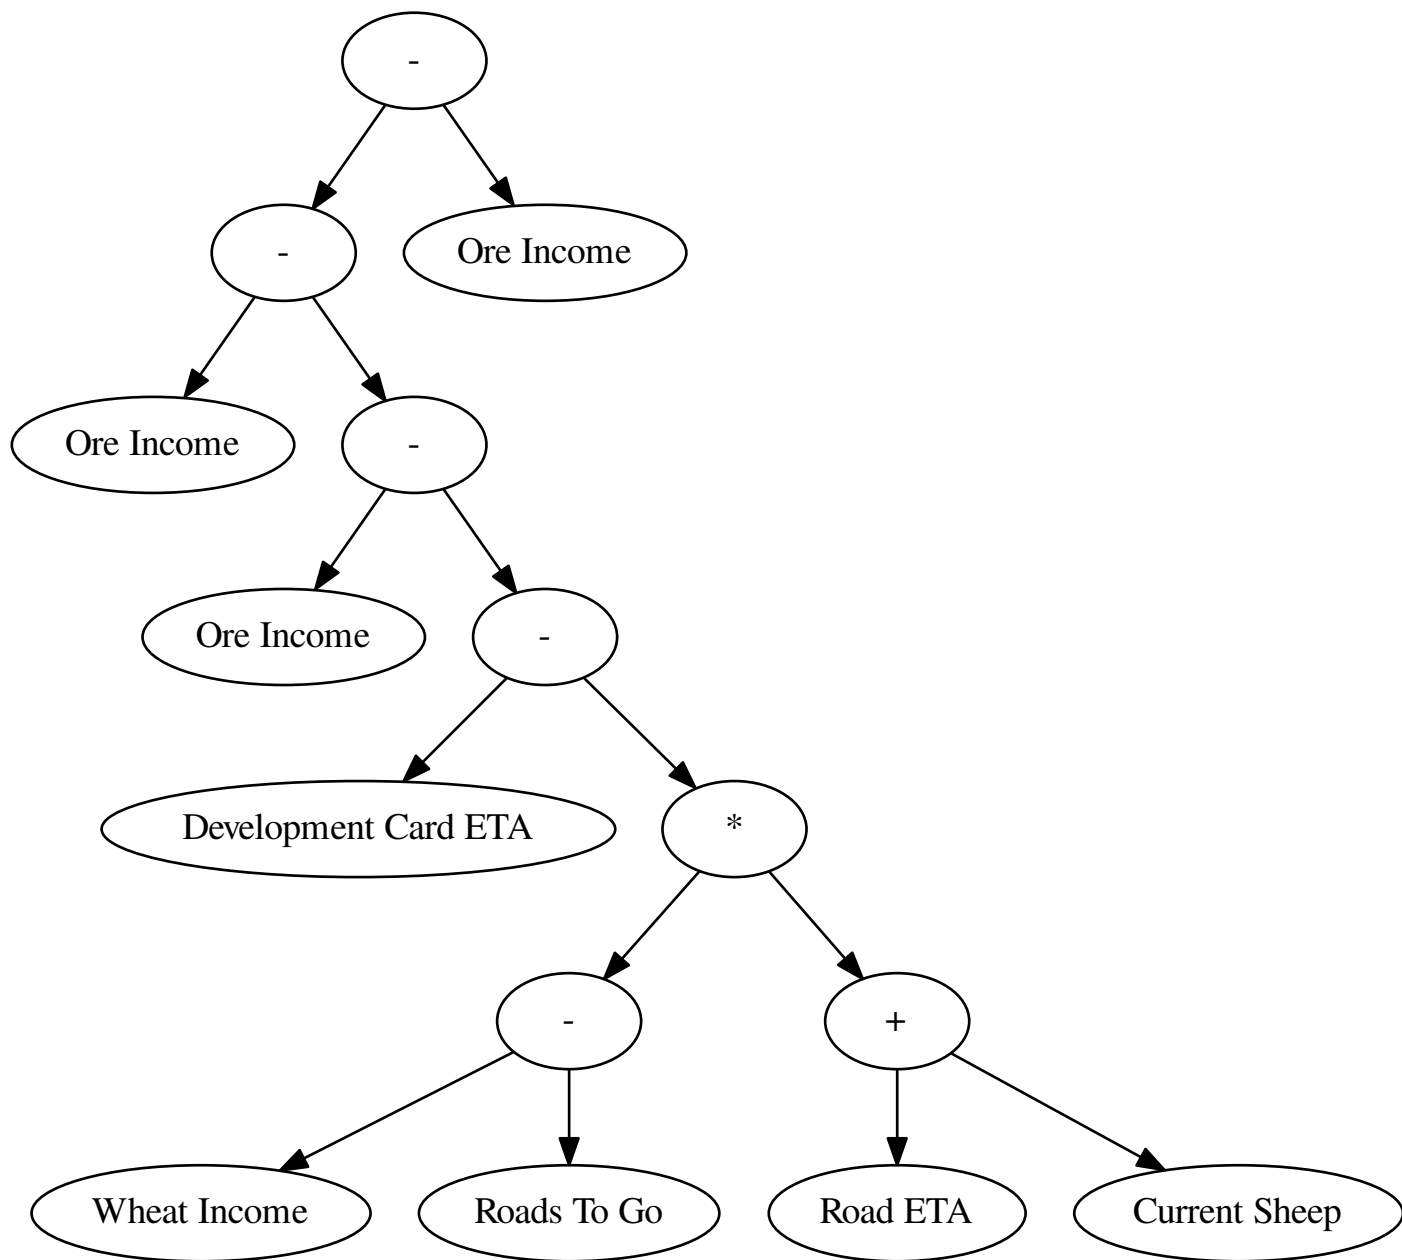 -
-
Ore Income
Ore Income
-
Ore Income
-
Development Card ETA
*
-
+
Wheat Income
Roads To Go
Road ETA
Current Sheep